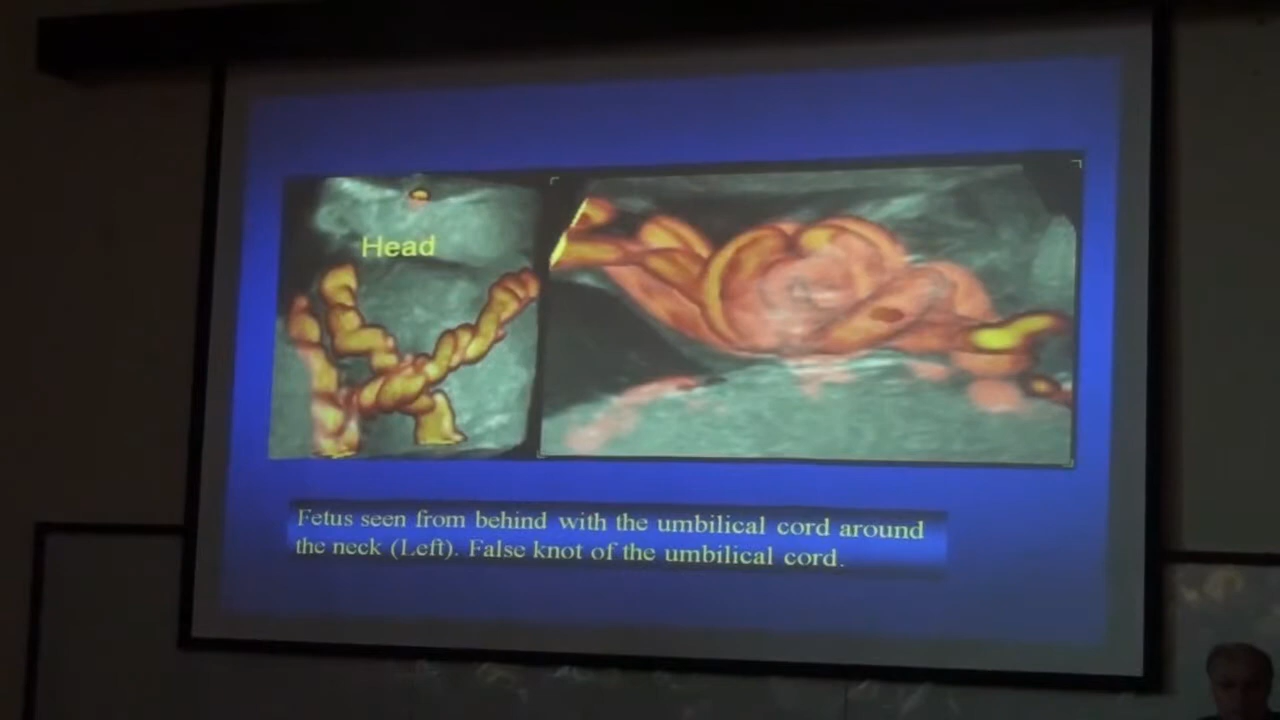 Head
Fetus seen from behind with the umbilical cord around
the neck (Left). False knot of the umbilical cord.